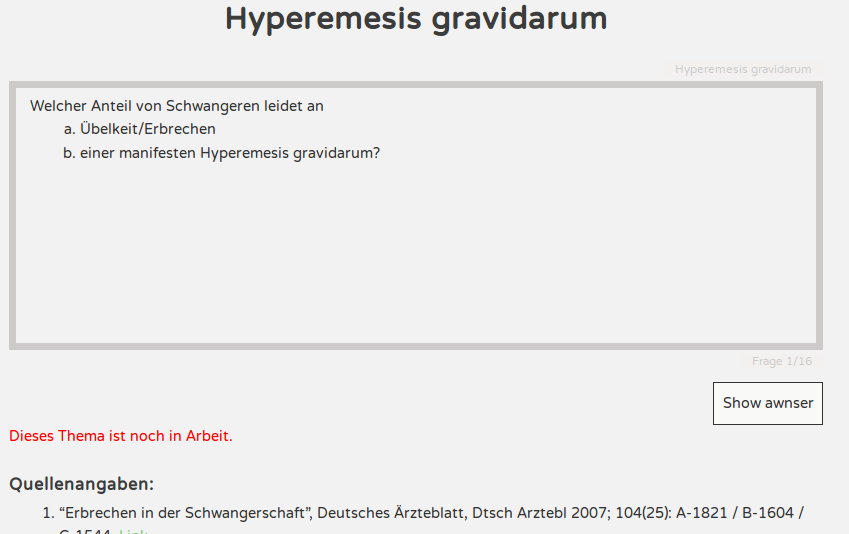 Hyperemesis gravidarum
Hyperemesis gravidarum
Welcher Anteil von Schwangeren leidet an
a. Übelkeit/Erbrechen
b. einer manifesten Hyperemesis gravidarum?
Frage 1/16
Show awnser
Dieses Thema ist noch in Arbeit.
Quellenangaben:
1. “Erbrechen in der Schwangerschaft”, Deutsches Ärzteblatt, Dtsch Arztebl 2007; 104(25): A-1821 / B-1604 /
C-1544 Link